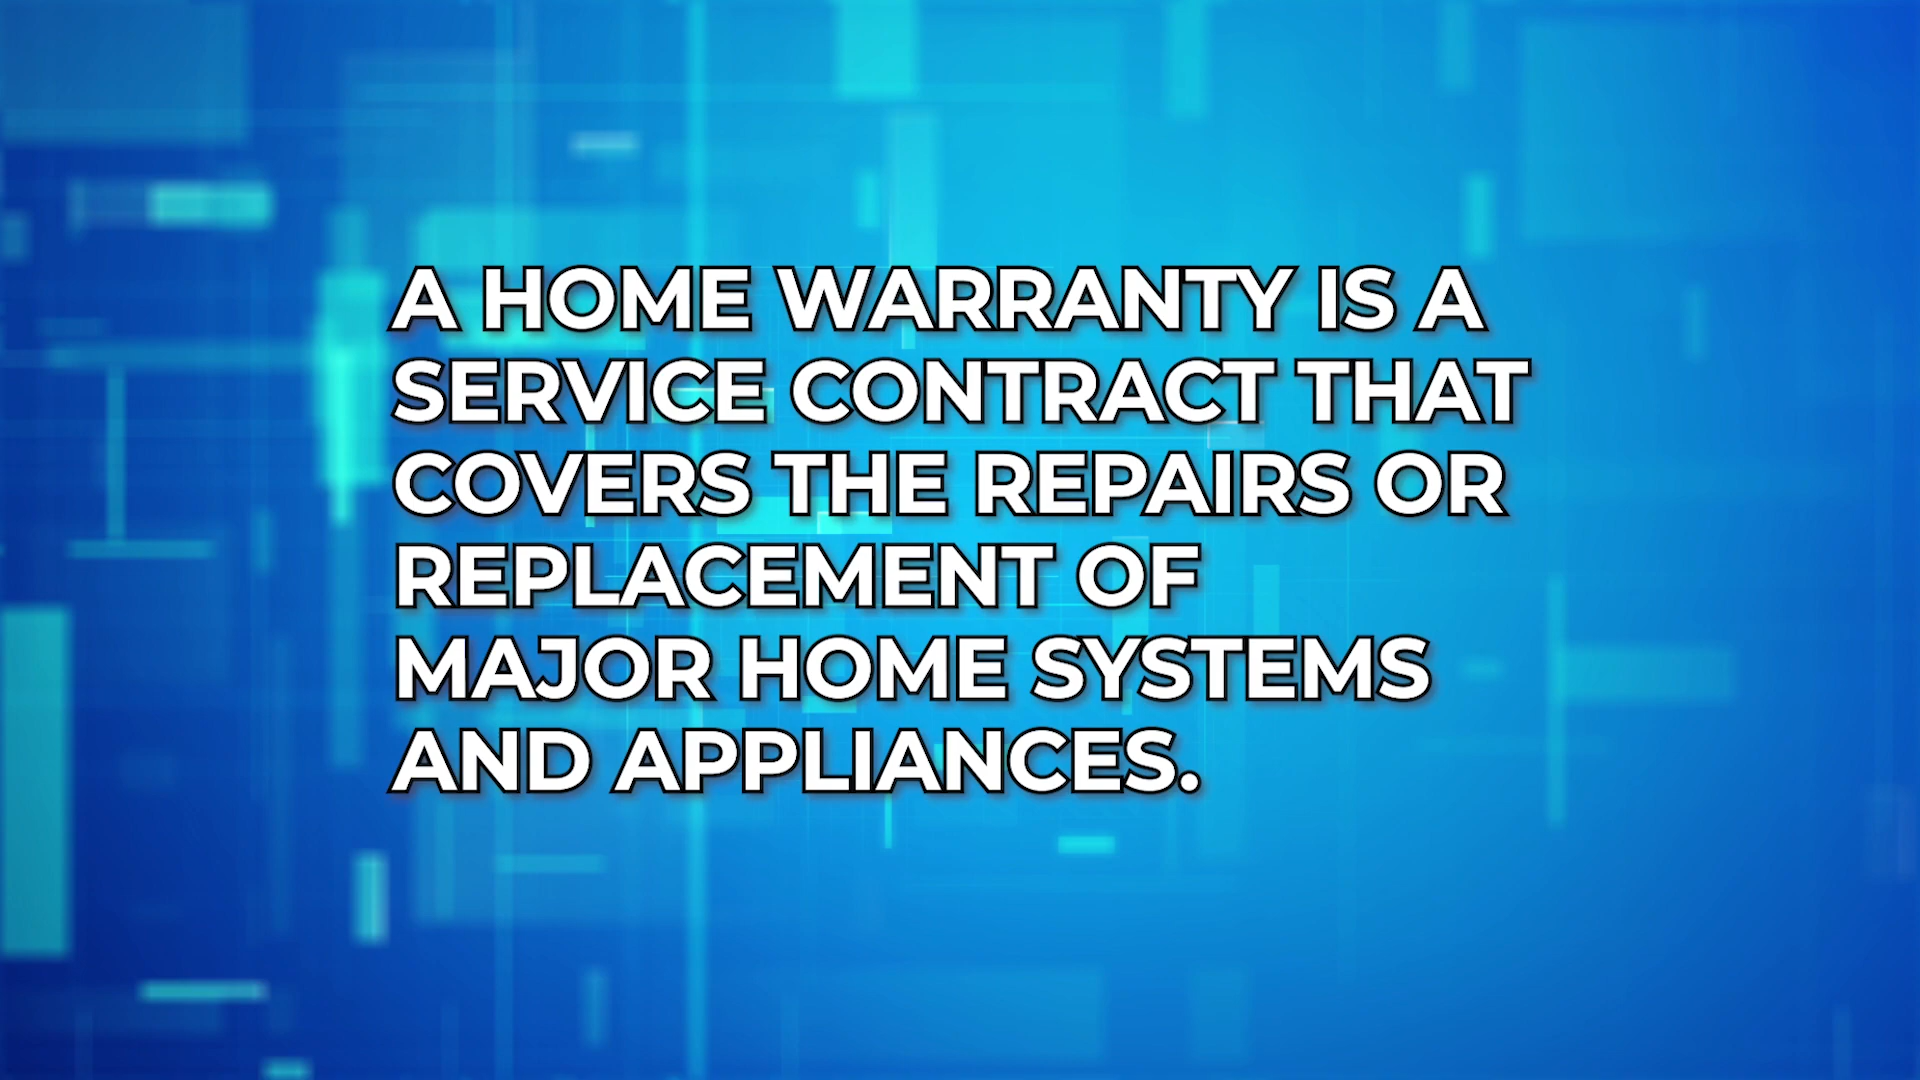 A HOME WARRANTY IS A
SERVICE CONTRACT THAT
COVERS THE REPAIRS OR
REPLACEMENT OF
MAJOR HOME SYSTEMS
AND APPLIANCES.